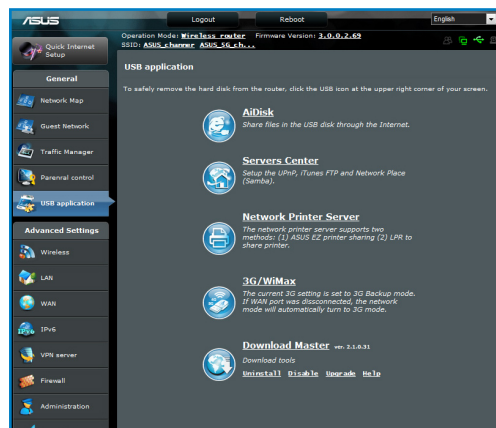 ASUS
Logout
Reboot
English
Operation Mode: Wireless router Firmware Version: 3.0.0.2.69
SSID: ASUS_channer ASUS_5G_ch...
Quick Internet
Setup
General
Network Map
Guest Network
Traffic Manager
Parenral control
USB application
Advanced Settings
Wireless
LAN
WAN
IPv6
VPN server
Firewall
Administration
USB application
To safely remove the hard disk from the router, click the USB icon at the upper right corner of your screen.
AiDisk
Share files in the USB disk through the Internet.
Servers Center
Setup the UPnP, iTunes FTP and Network Place
(Samba).
Network Printer Server
The network printer server supports two
methods: (1) ASUS EZ printer sharing (2) LPR to
share printer.
3G/WiMax
The current 3G setting is set to 3G Backup mode.
If WAN port was dissconnected, the network
mode will automatically turn to 3G mode.
Download Master ver. 2.1.0.31
Download tools
Uninstall Disable Upgrade Help